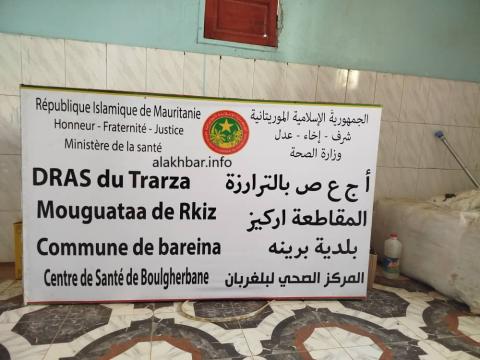 République Islamique de Mauritanie
Honneur - Fraternité - Justice
Ministère de la santé
الجمهورية الإسلامية الموريتانية
شرف - إخاء - عدل
وزارة الصحة
alakhbar.info
DRAS du Trarza
أ ج ع ص بالترارزة
Mouguataa de Rkiz
المقاطعة اركيز
Commune de bareina
بلدية برينه
Centre de Santé de Boulgherbane
المركز الصحي لبلغربان